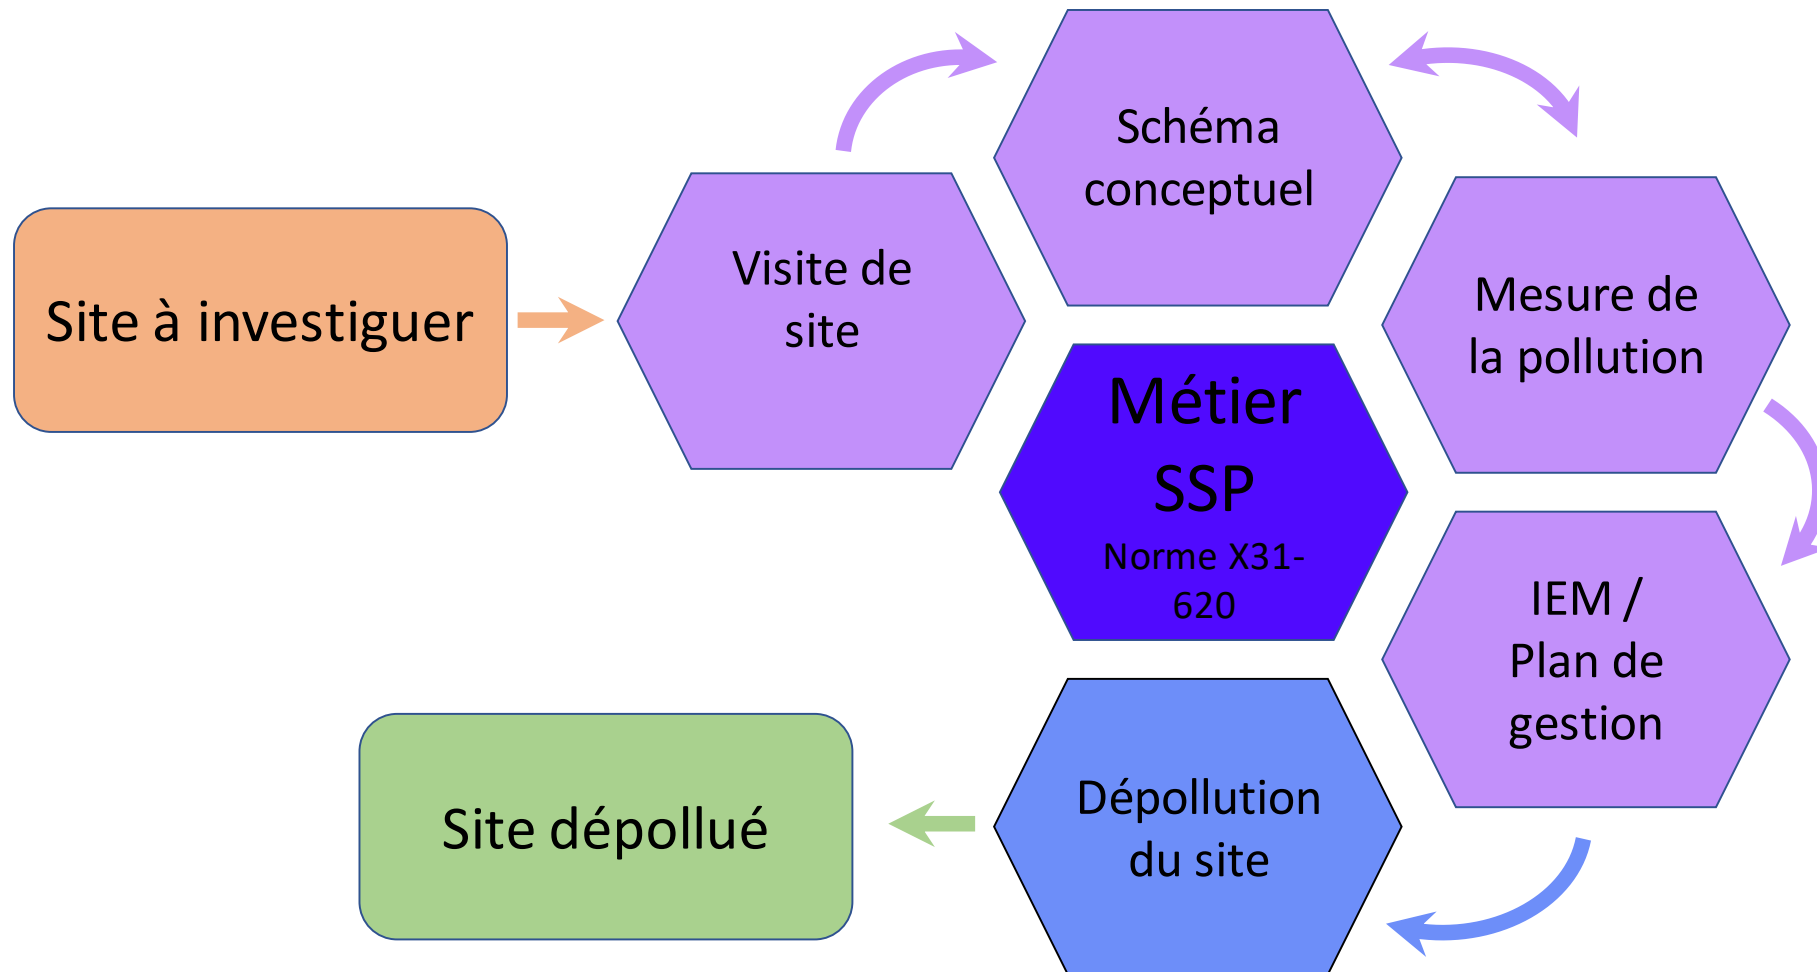 Site à investiguer
Visite de
site
Schéma
conceptuel
Mesure de
la pollution
Métier
SSP
Norme X31-
620
IEM /
Plan de
gestion
Dépollution
du site
Site dépollué